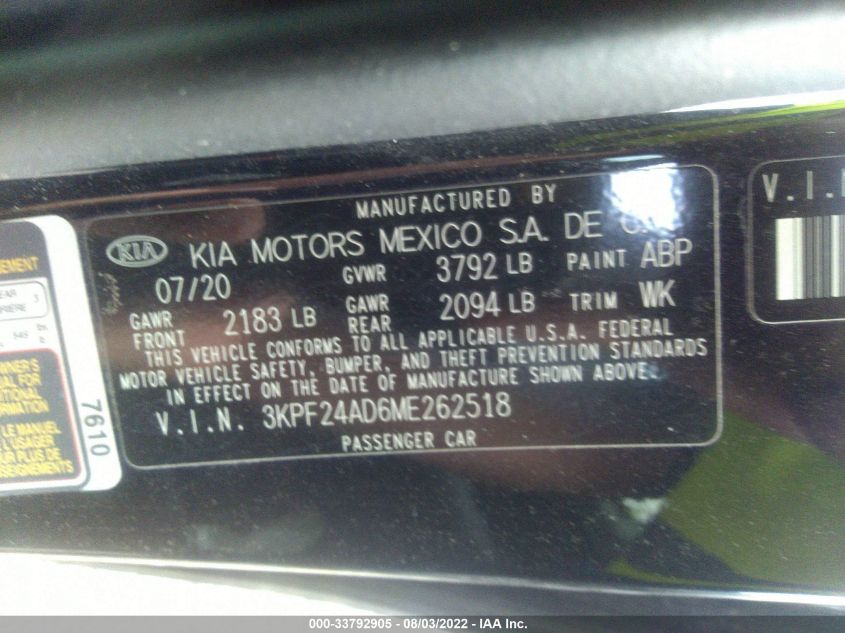 MANUFACTURED BY
KIA KIA MOTORS MEXICO S.A. DE
07/20 GVWR 3792 LB PAINT ABP
GAWR FRONT 2183 LB GAWR REAR 2094 LB TRIM WK
THIS VEHICLE CONFORMS TO ALL APPLICABLE U.S.A. FEDERAL
MOTOR VEHICLE SAFETY, BUMPER, AND THEFT PREVENTION STANDARDS
IN EFFECT ON THE DATE OF MANUFACTURE SHOWN ABOVE.
V.I.N. 3KPF24AD6ME262518
PASSENGER CAR
V.I.
7610
000-33792905 - 08/03/2022 - IAA Inc.